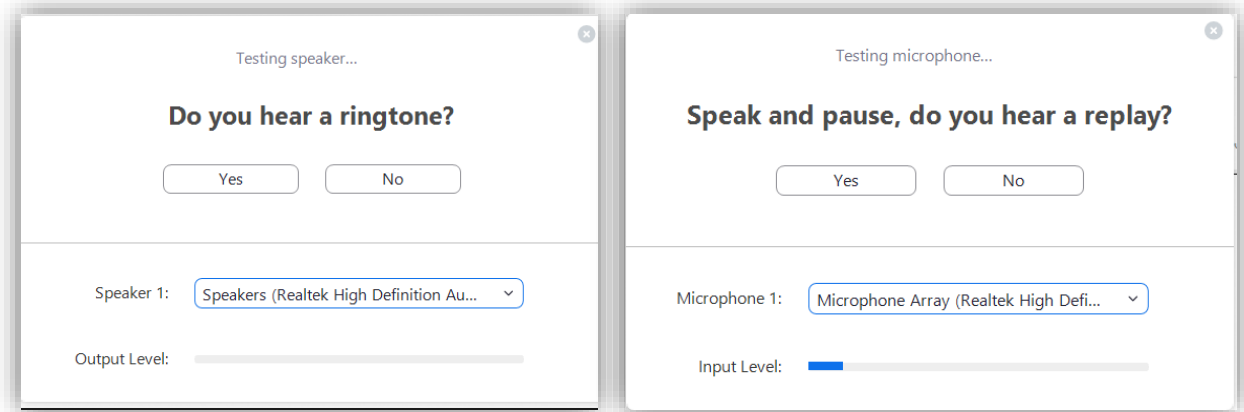 Testing speaker...
Do you hear a ringtone?
Yes No
Speaker 1: Speakers (Realtek High Definition Au...
Output Level:
Testing microphone...
Speak and pause, do you hear a replay?
Yes No
Microphone 1: Microphone Array (Realtek High Defi...
Input Level: